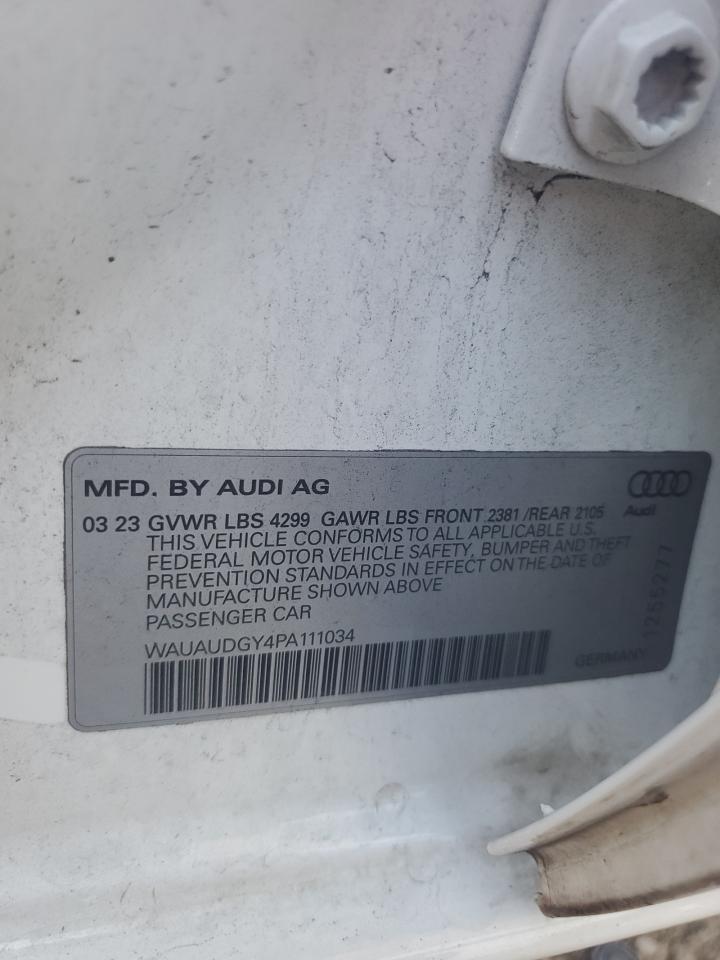 MFD. BY AUDI AG
03 23 GVWR LBS 4299 GAWR LBS FRONT 2381 /REAR 2105
Audi
THIS VEHICLE CONFORMS TO ALL APPLICABLE U.S.
FEDERAL MOTOR VEHICLE SAFETY, BUMPER AND THEFT
PREVENTION STANDARDS IN EFFECT ON THE DATE OF
MANUFACTURE SHOWN ABOVE
PASSENGER CAR
WAUAUDGY4PA111034
GERMANY
1255277